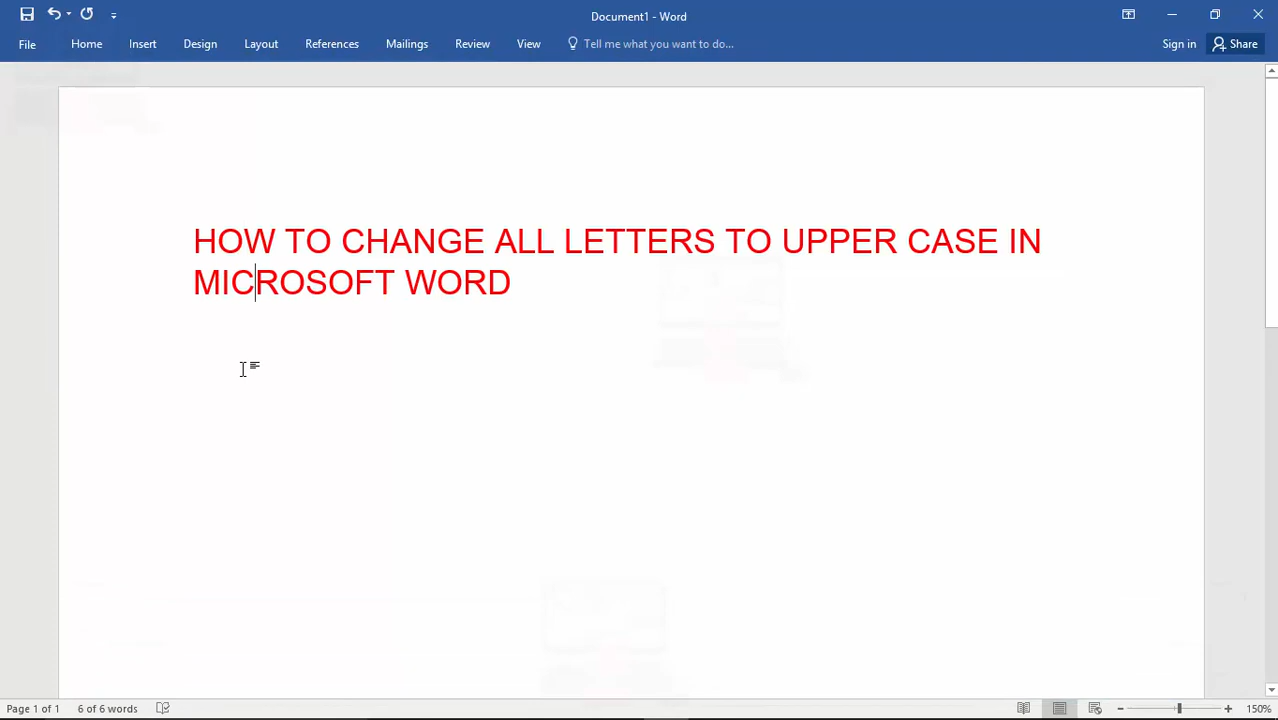 Document1 - Word
File Home Insert Design Layout References Mailings Review View Tell me what you want to do... Sign in Share
HOW TO CHANGE ALL LETTERS TO UPPER CASE IN
MICROSOFT WORD
Page 1 of 1 6 of 6 words 150%